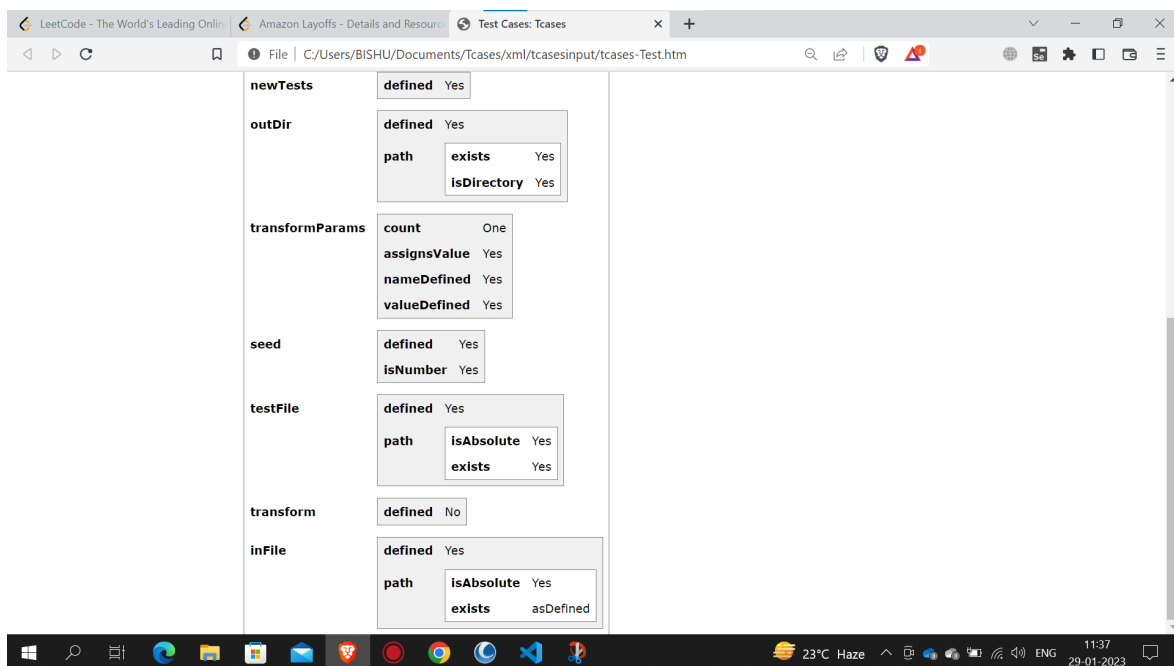 LeetCode - The World's Leading Onlin
Amazon Layoffs - Details and Resourc
Test Cases: Tcases
File | C:/Users/BISHU/Documents/Tcases/xml/tcasesinput/tcases-Test.htm
1
Se
newTests defined Yes
outDir defined Yes
path exists Yes
isDirectory Yes
transformParams count One
assignsValue Yes
nameDefined Yes
valueDefined Yes
seed defined Yes
isNumber Yes
testFile defined Yes
path isAbsolute Yes
exists Yes
transform defined No
inFile defined Yes
path isAbsolute Yes
exists asDefined
23°C Haze
ENG
11:37
29-01-2023